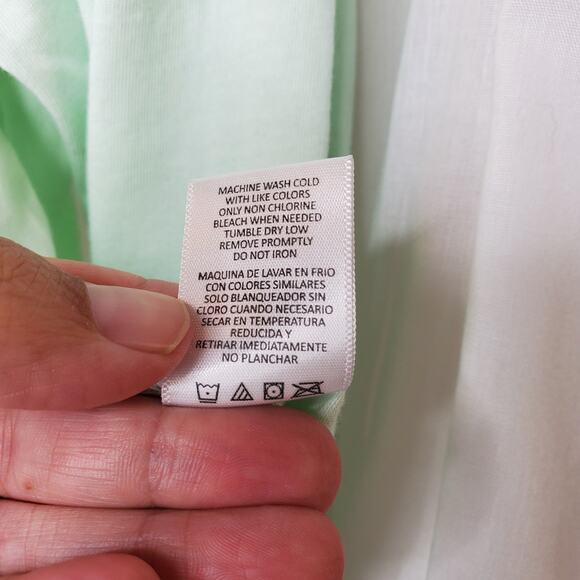 MACHINE WASH COLD
WITH LIKE COLORS
ONLY NON CHLORINE
BLEACH WHEN NEEDED
TUMBLE DRY LOW
REMOVE PROMPTLY
DO NOT IRON
MAQUINA DE LAVAR EN FRIO
CON COLORES SIMILARES
SOLO BLANQUEADOR SIN
CLORO CUANDO NECESARIO
SECAR EN TEMPERATURA
REDUCIDA Y
RETIRAR IMEDIATAMENTE
NO PLANCHAR